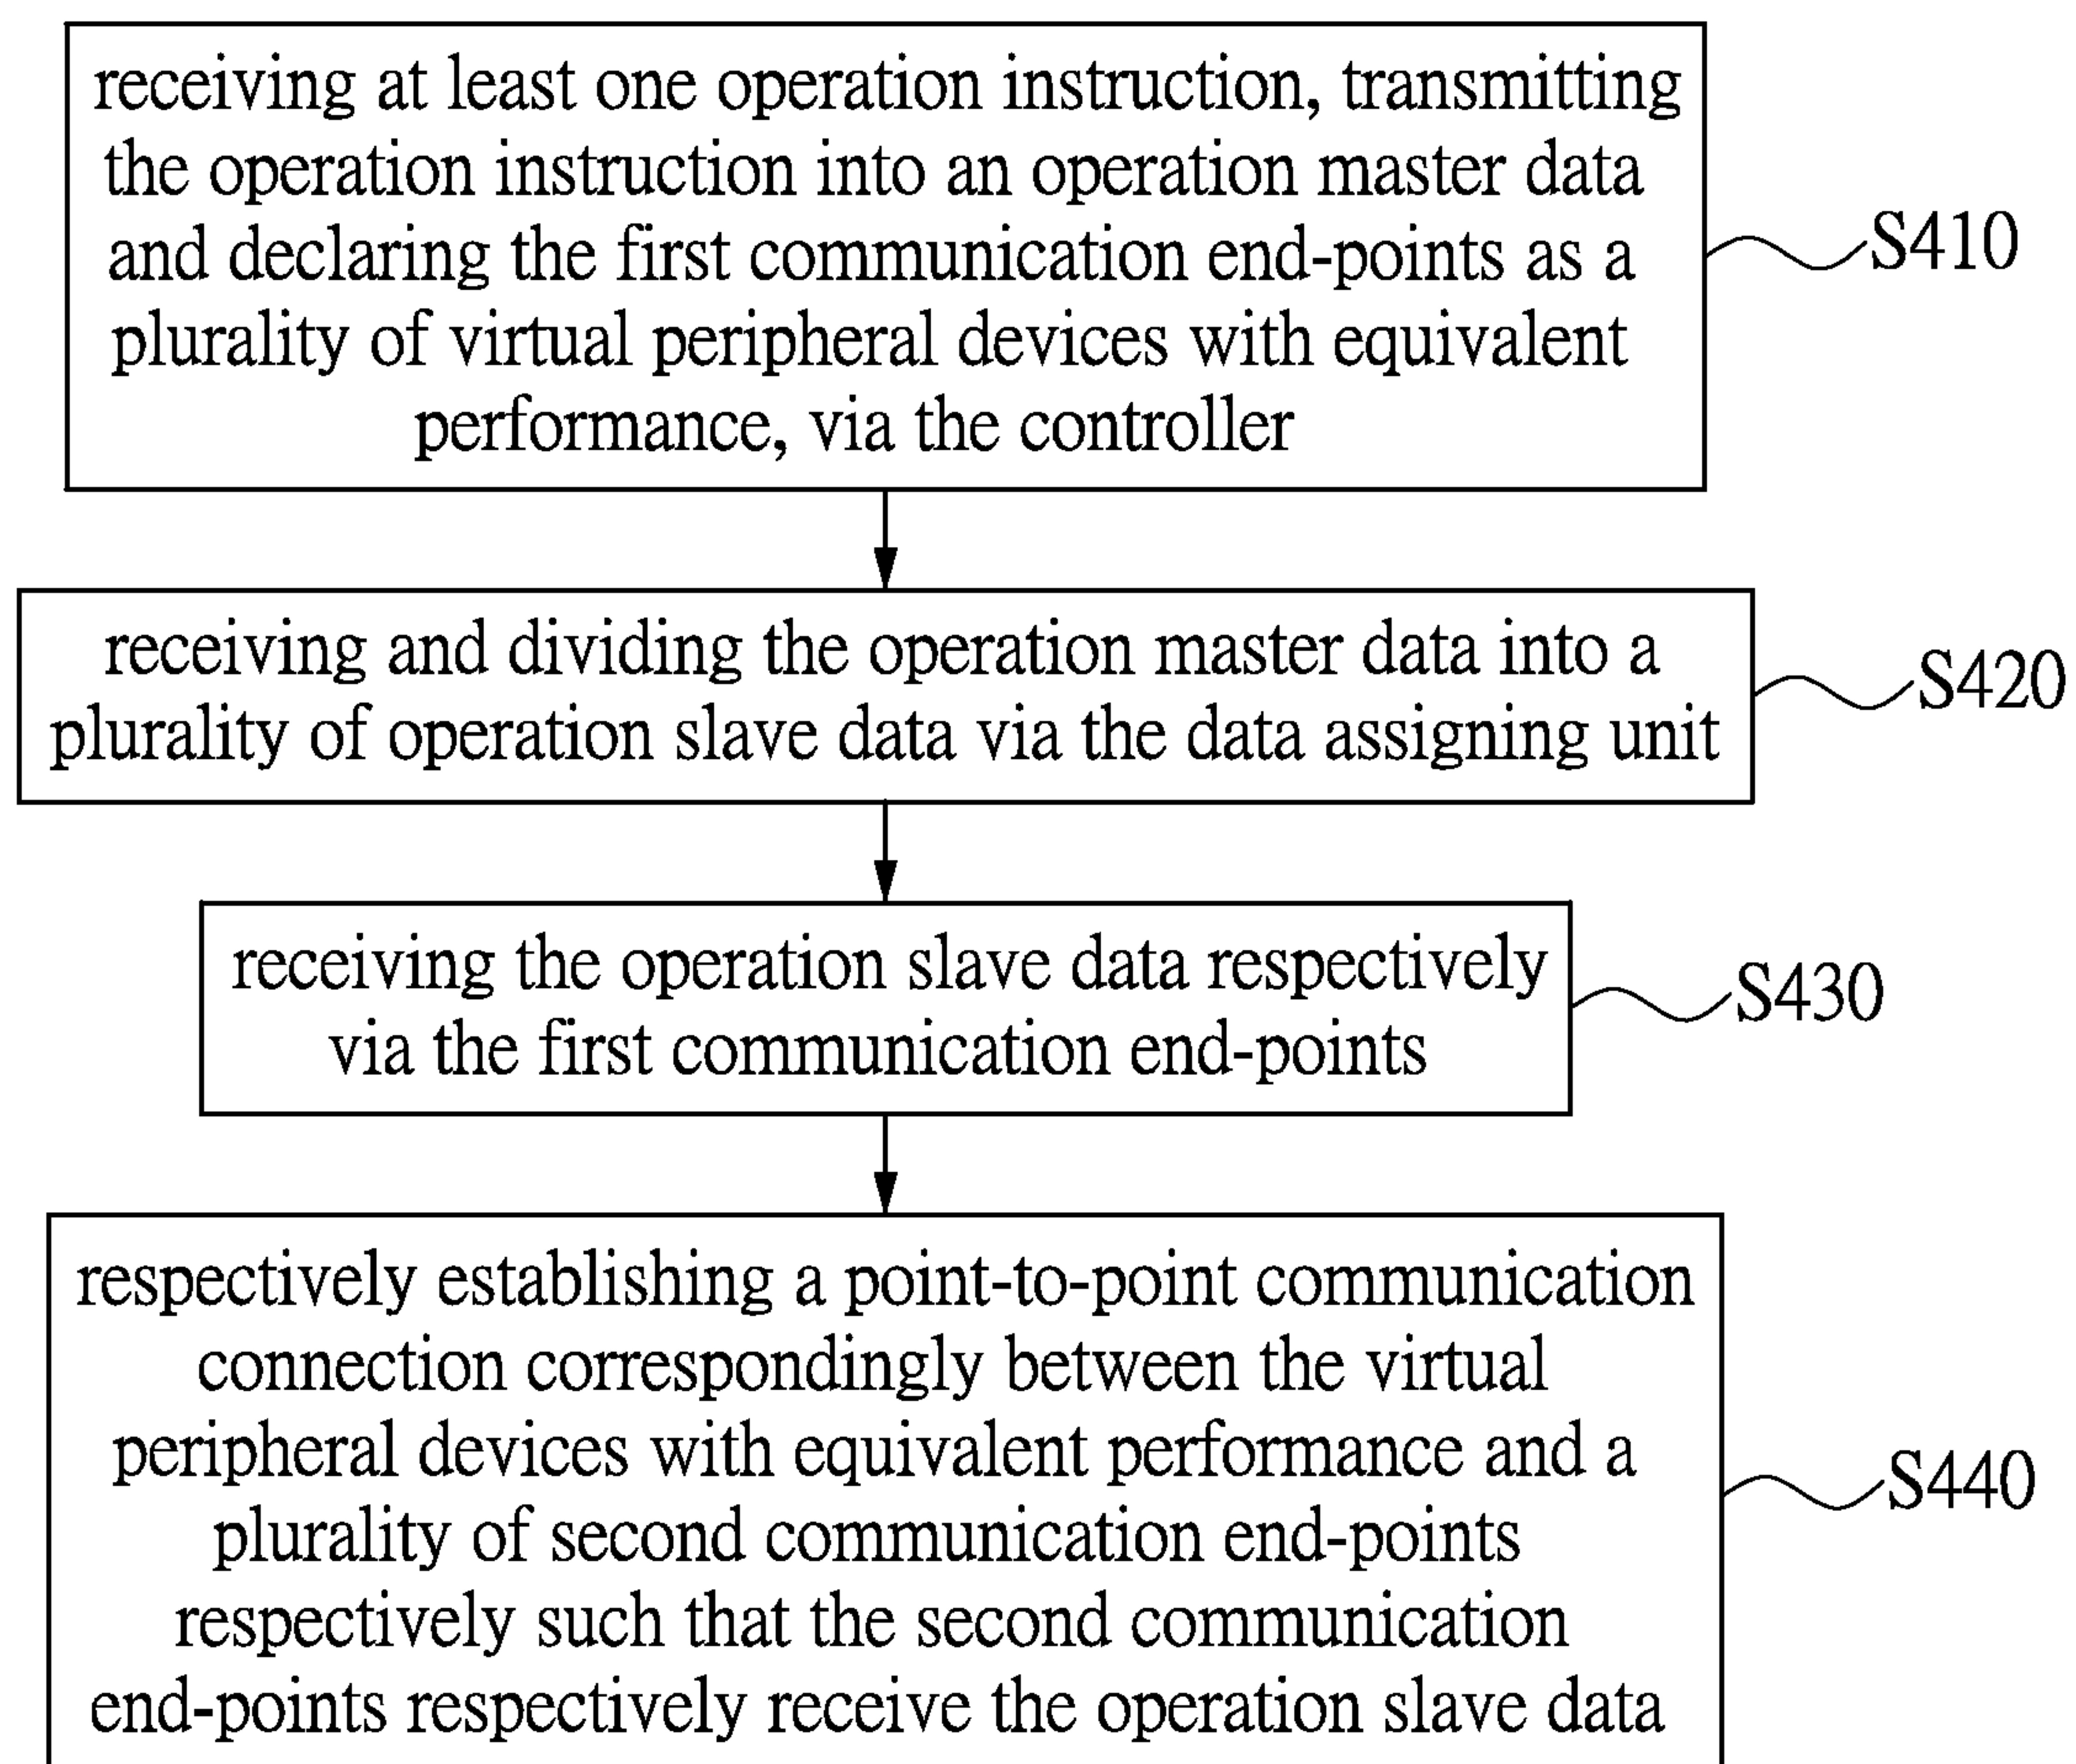 receiving at least one operation instruction, transmitting
the operation instruction into an operation master data
and declaring the first communication end-points as a
plurality of virtual peripheral devices with equivalent
performance, via the controller
S410
receiving and dividing the operation master data into a
plurality of operation slave data via the data assigning unit
S420
receiving the operation slave data respectively
via the first communication end-points
S430
respectively establishing a point-to-point communication
connection correspondingly between the virtual
peripheral devices with equivalent performance and a
plurality of second communication end-points
respectively such that the second communication
end-points respectively receive the operation slave data
S440